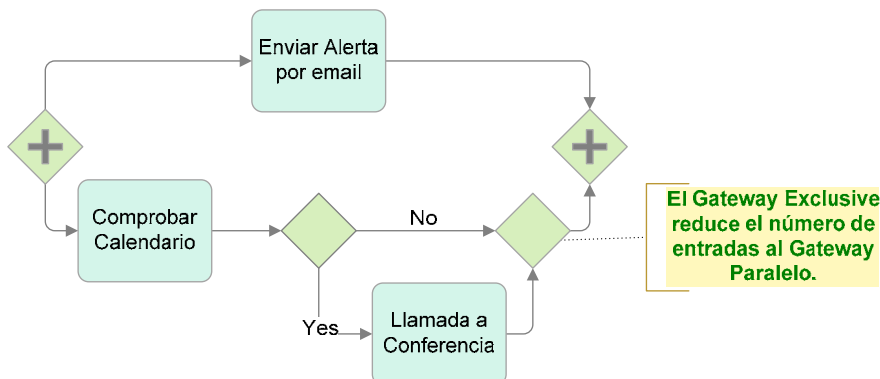 Enviar Alerta
por email
Comprobar
Calendario
No
Yes
Llamada a
Conferencia
El Gateway Exclusive
reduce el número de
entradas al Gateway
Paralelo.